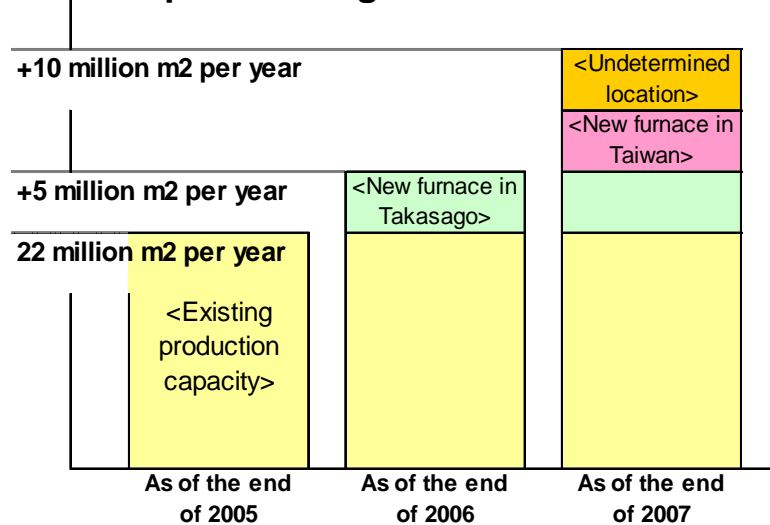 +10 million m2 per year
<Undetermined
location>
<New furnace in
Taiwan>
+5 million m2 per year
<New furnace in
Takasago>
22 million m2 per year
<Existing
production
capacity>
As of the end
of 2005
As of the end
of 2006
As of the end
of 2007